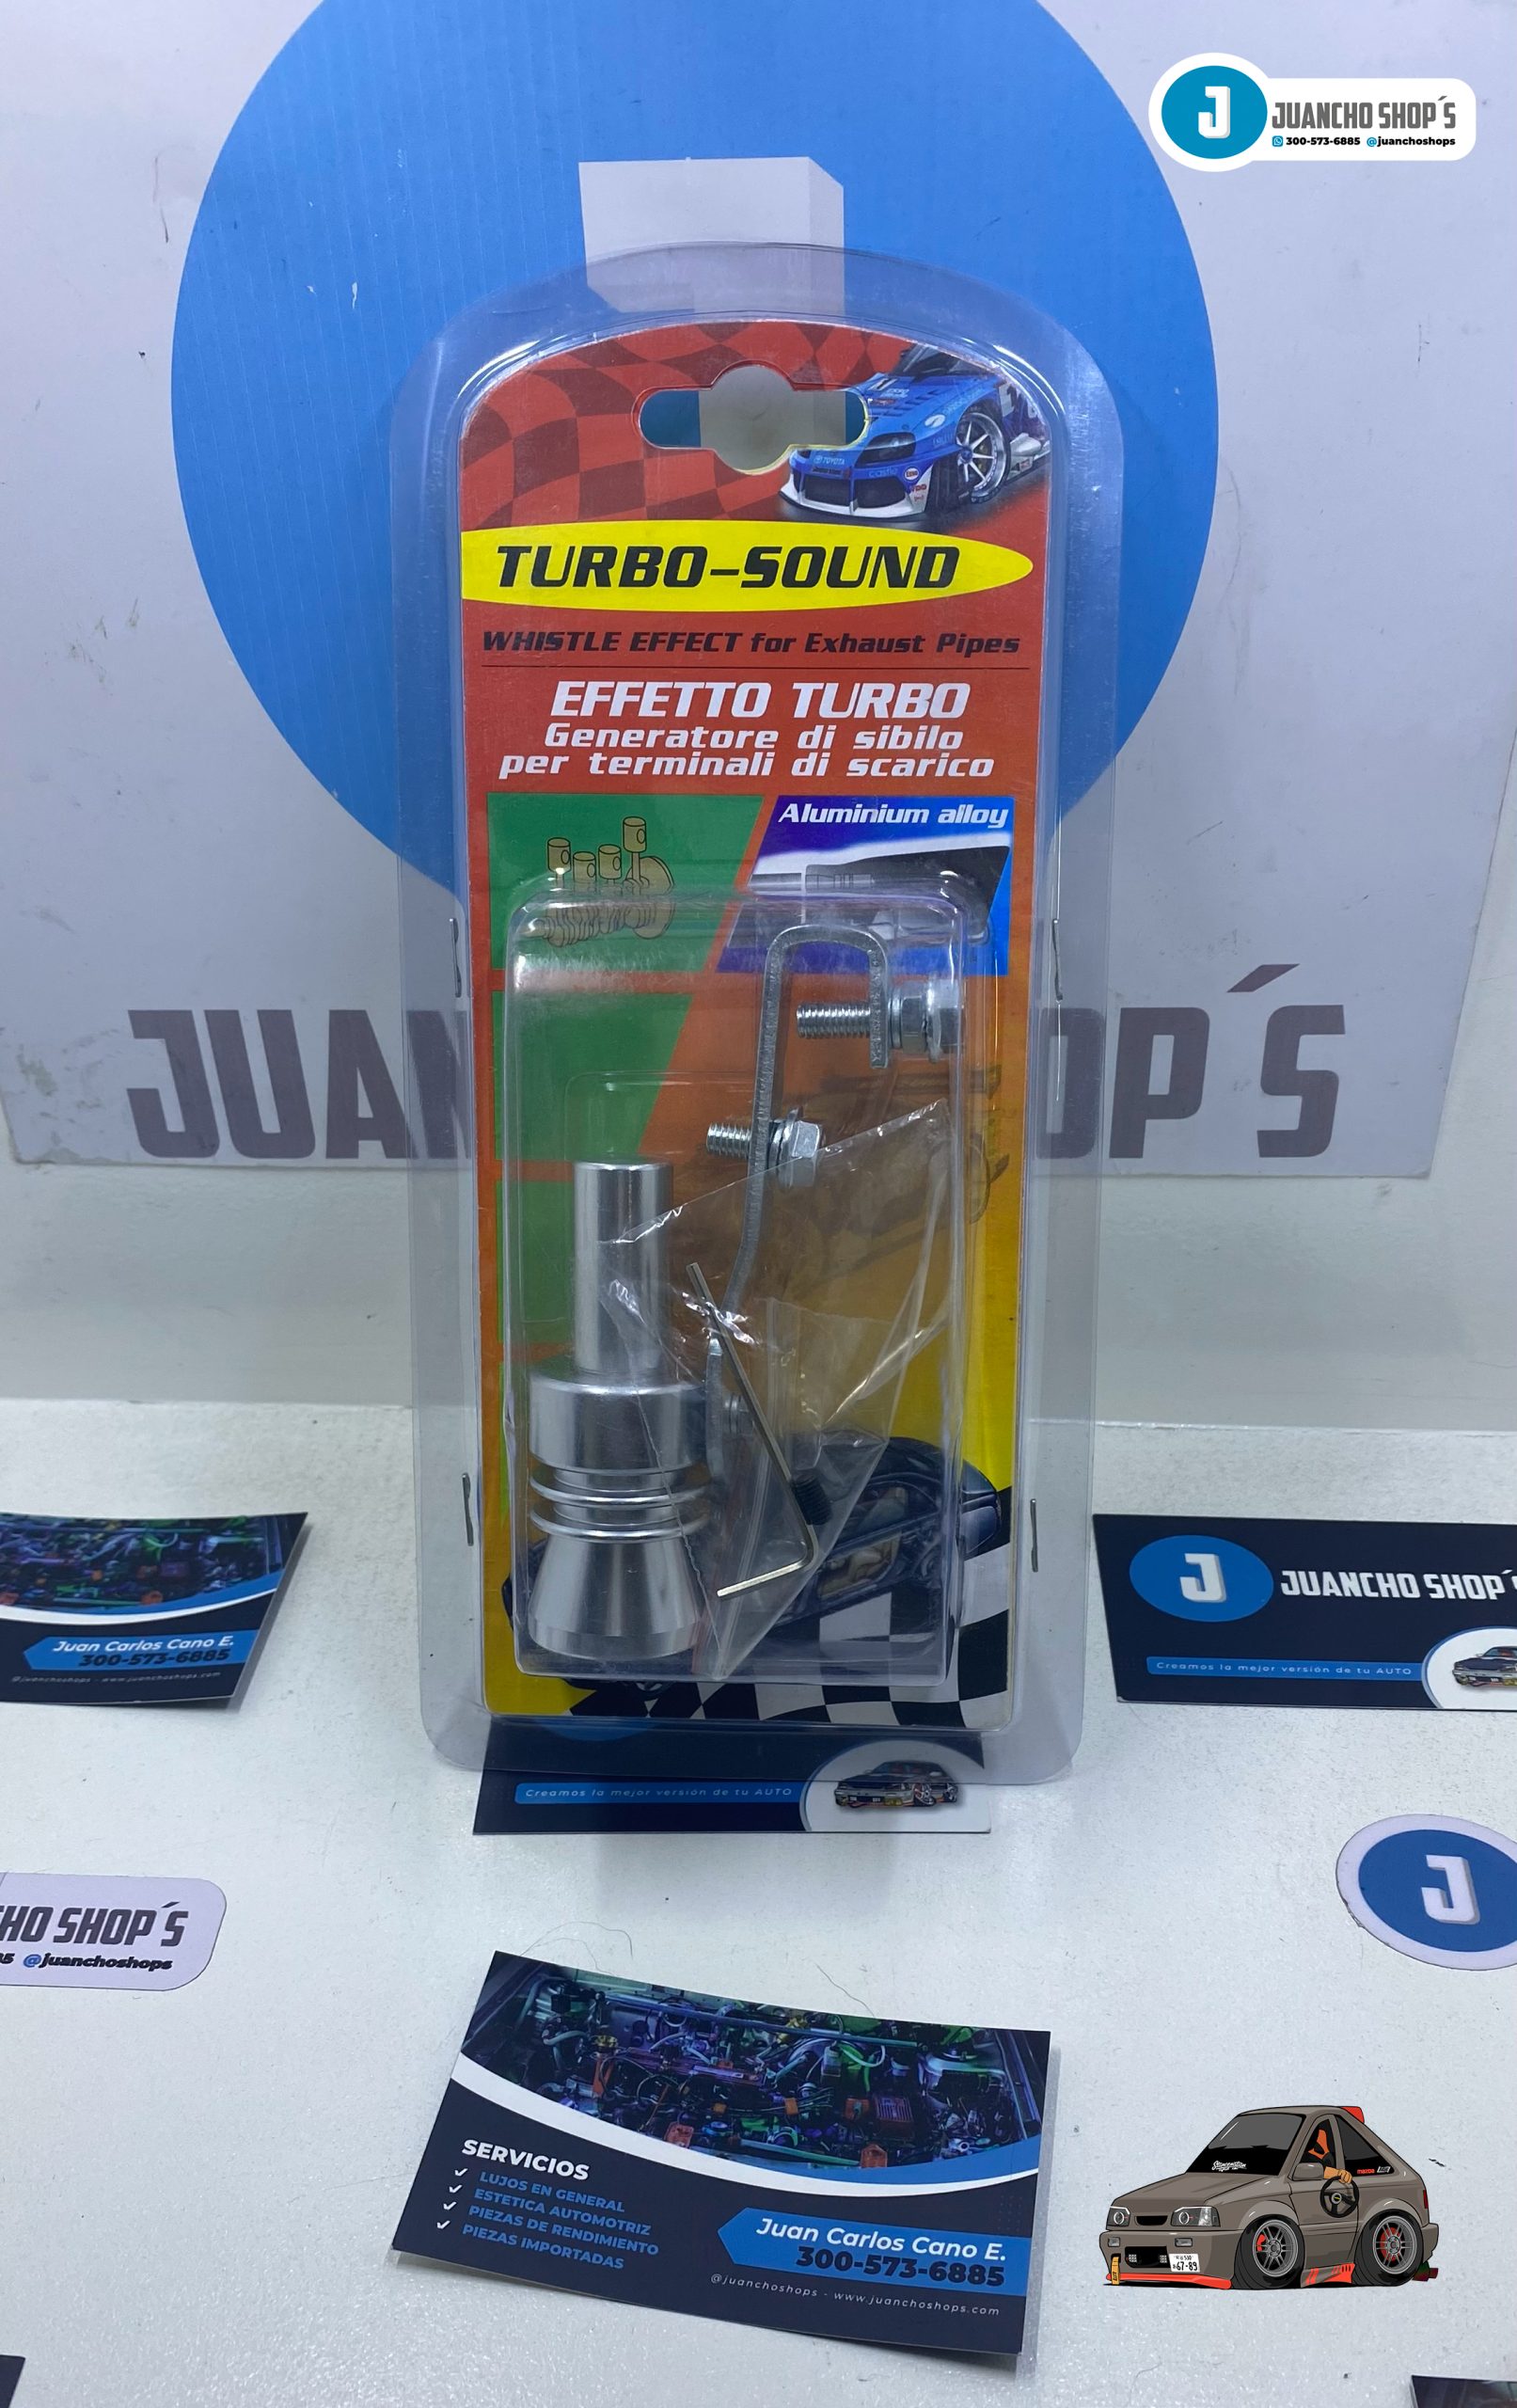 J JUANCHO SHOP´S
300-573-6885 @juanchoshops
TOYOTA
TURBO-SOUND
WHISTLE EFFECT for Exhaust Pipes
EFFETTO TURBO
Generatore di sibilo
per terminali di scarico
Aluminium alloy
JUAN
OP´S
Juan Carlos Cano E.
300-573-6885
@juanchoshops - www.juanchoshops.com
J JUANCHO SHOP´S
Creamos la mejor versión de tu AUTO
Creamos la mejor versión de tu AUTO
HO SHOP´S
85 @juanchoshops
J
SERVICIOS
LUJOS EN GENERAL
ESTETICA AUTOMOTRIZ
PIEZAS DE RENDIMIENTO
PIEZAS IMPORTADAS
Juan Carlos Cano E.
300-573-6885
@juanchoshops - www.juanchoshops.com
67-89